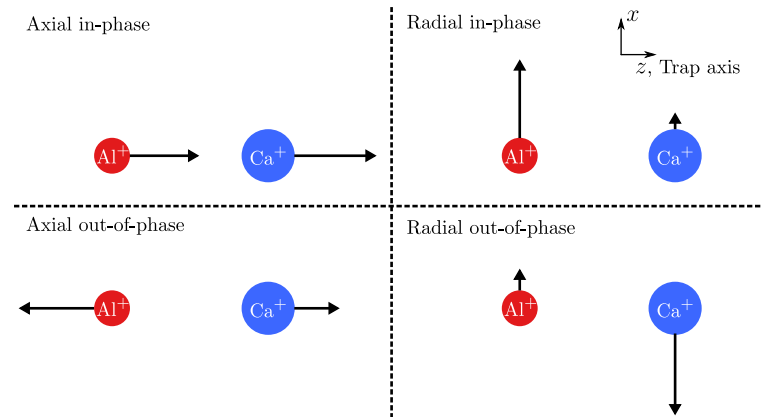 Axial in-phase
Al⁺
Ca⁺
Radial in-phase
x
z, Trap axis
Al⁺
Ca⁺
Axial out-of-phase
Al⁺
Ca⁺
Radial out-of-phase
Al⁺
Ca⁺